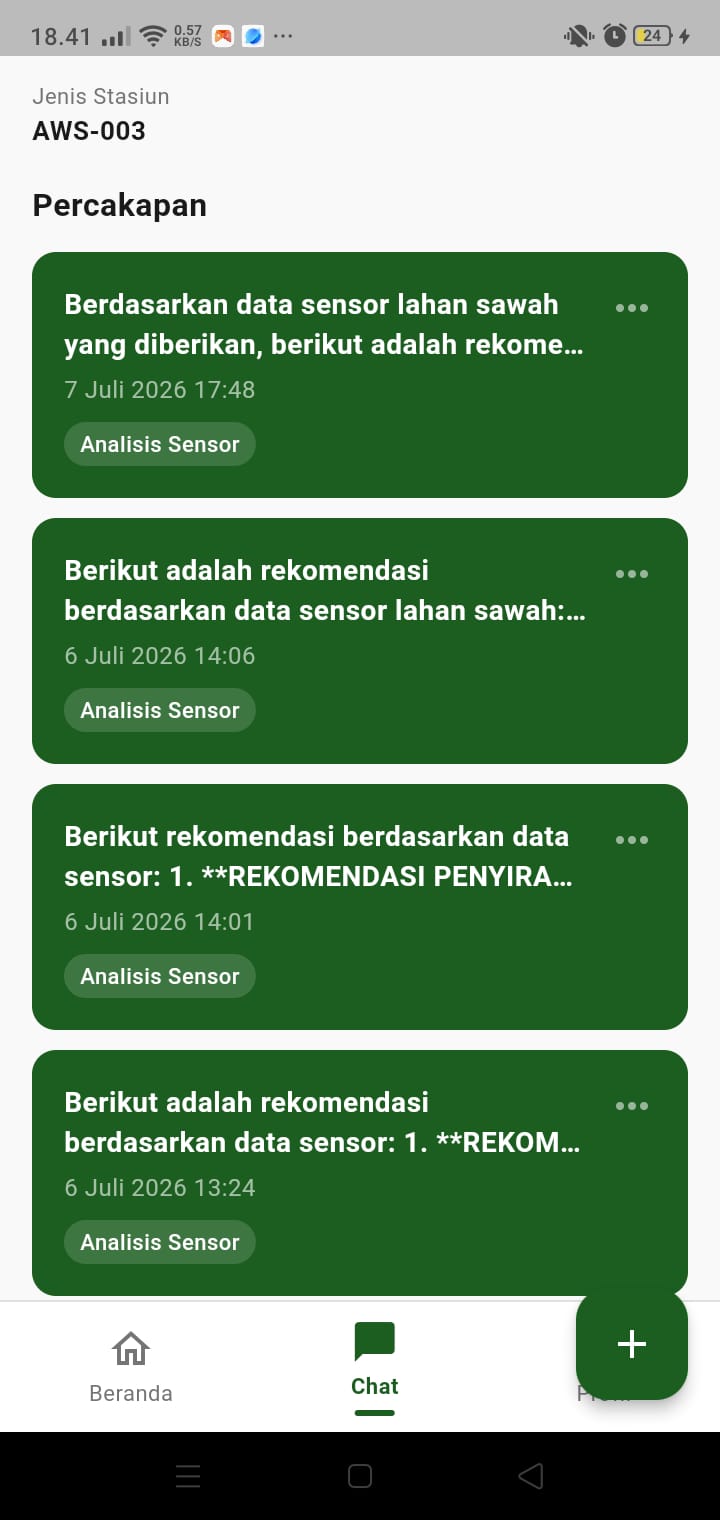 18.41
0.57
KB/S
24
Jenis Stasiun
AWS-003
Percakapan
Berdasarkan data sensor lahan sawah
yang diberikan, berikut adalah rekome...
7 Juli 2026 17:48
Analisis Sensor
Berikut adalah rekomendasi
berdasarkan data sensor lahan sawah:...
6 Juli 2026 14:06
Analisis Sensor
Berikut rekomendasi berdasarkan data
sensor: 1. **REKOMENDASI PENYIRA...
6 Juli 2026 14:01
Analisis Sensor
Berikut adalah rekomendasi
berdasarkan data sensor: 1. **REKOM...
6 Juli 2026 13:24
Analisis Sensor
Beranda
Chat